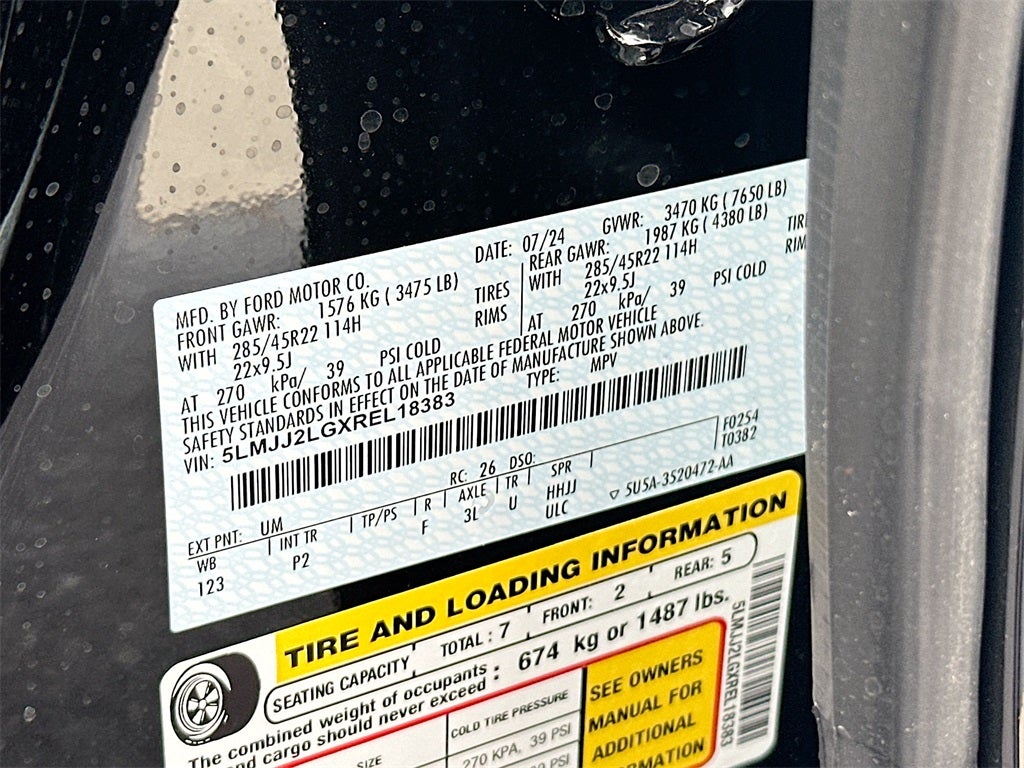 MFD. BY FORD MOTOR CO.
DATE: 07/24
GVWR: 3470 KG ( 7650 LB)
FRONT GAWR: 1576 KG ( 3475 LB)
REAR GAWR: 1987 KG ( 4380 LB)
WITH 285/45R22 114H TIRES
WITH 285/45R22 114H TIRE
22x9.5J RIMS
22x9.5J RIM
AT 270 kPa/ 39 PSI COLD
AT 270 kPa/ 39 PSI COLD
THIS VEHICLE CONFORMS TO ALL APPLICABLE FEDERAL MOTOR VEHICLE
SAFETY STANDARDS IN EFFECT ON THE DATE OF MANUFACTURE SHOWN ABOVE.
VIN: 5LMJJ2LGXREL18383
TYPE: MPV
F0254
T0382
EXT PNT: UM RC: 26 DSO:
WB INT TR TP/PS R AXLE TR SPR
123 P2 F 3L U HHJJ
ULC
5U5A-3520472-AA
TIRE AND LOADING INFORMATION
SEATING CAPACITY TOTAL : 7 FRONT: 2 REAR: 5
The combined weight of occupants
and cargo should never exceed : 674 kg or 1487 lbs.
SIZE COLD TIRE PRESSURE
270 KPA, 39 PSI
39 PSI
SEE OWNERS
MANUAL FOR
ADDITIONAL
RMATION
5LMJJ2LGXREL18383